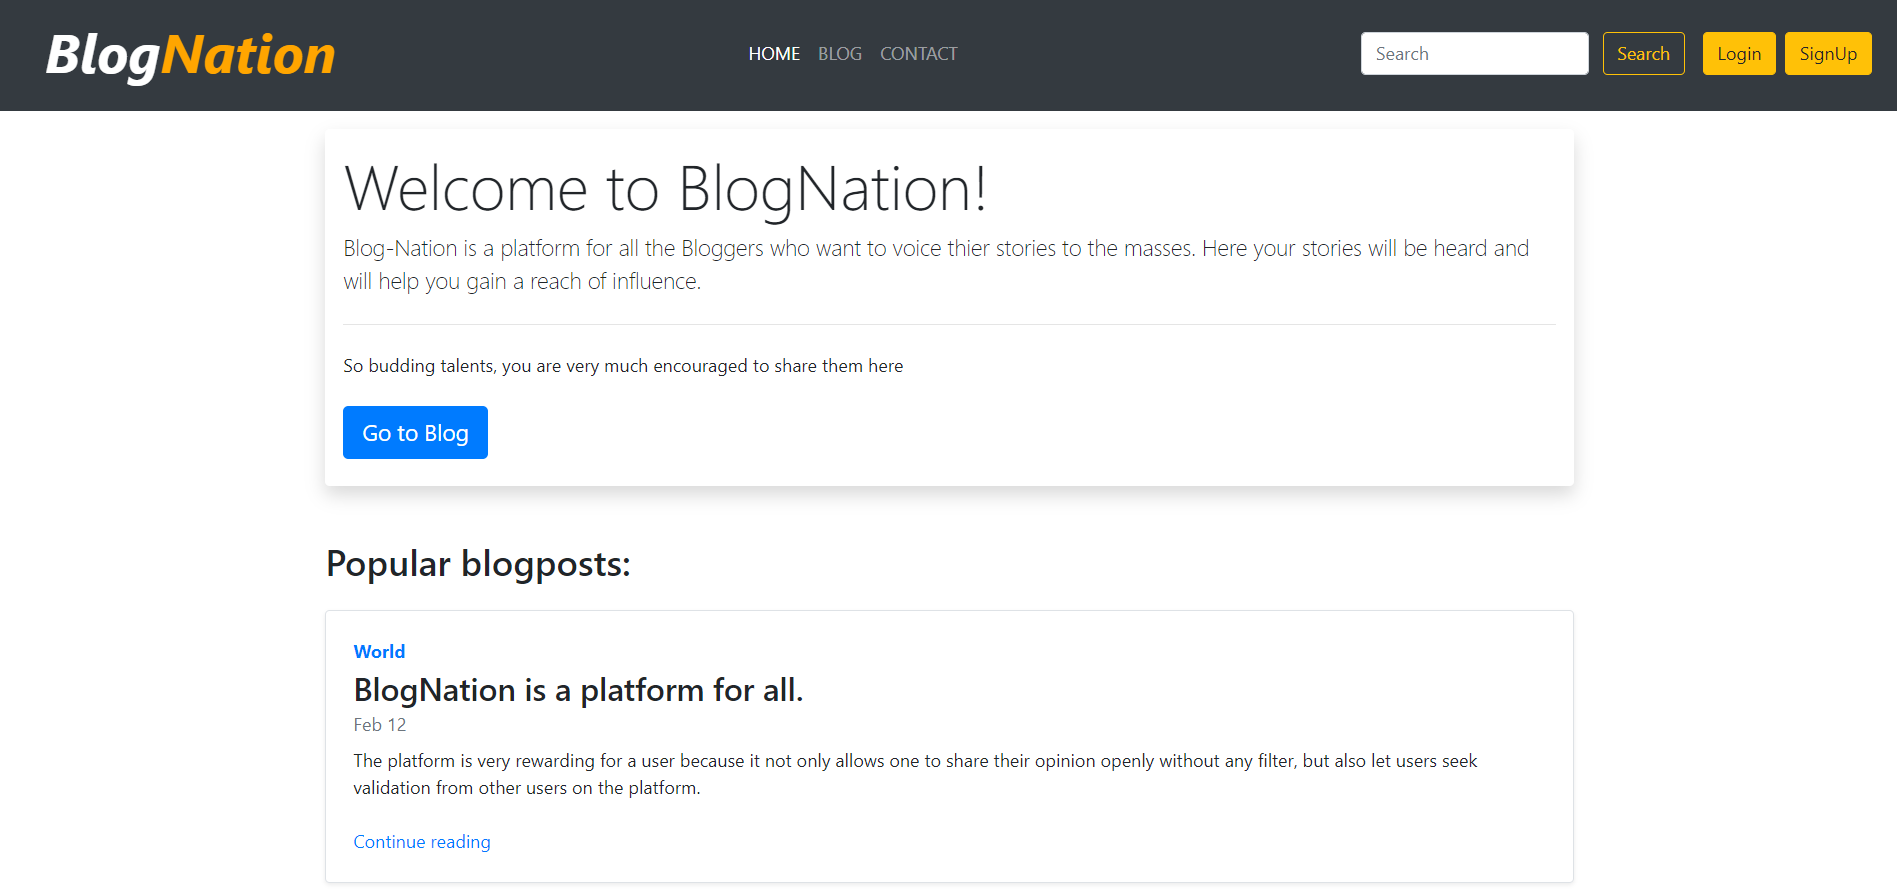 BlogNation
HOME BLOG CONTACT
Search
Search
Login
SignUp
Welcome to BlogNation!
Blog-Nation is a platform for all the Bloggers who want to voice thier stories to the masses. Here your stories will be heard and
will help you gain a reach of influence.
So budding talents, you are very much encouraged to share them here
Go to Blog
Popular blogposts:
World
BlogNation is a platform for all.
Feb 12
The platform is very rewarding for a user because it not only allows one to share their opinion openly without any filter, but also let users seek
validation from other users on the platform.
Continue reading